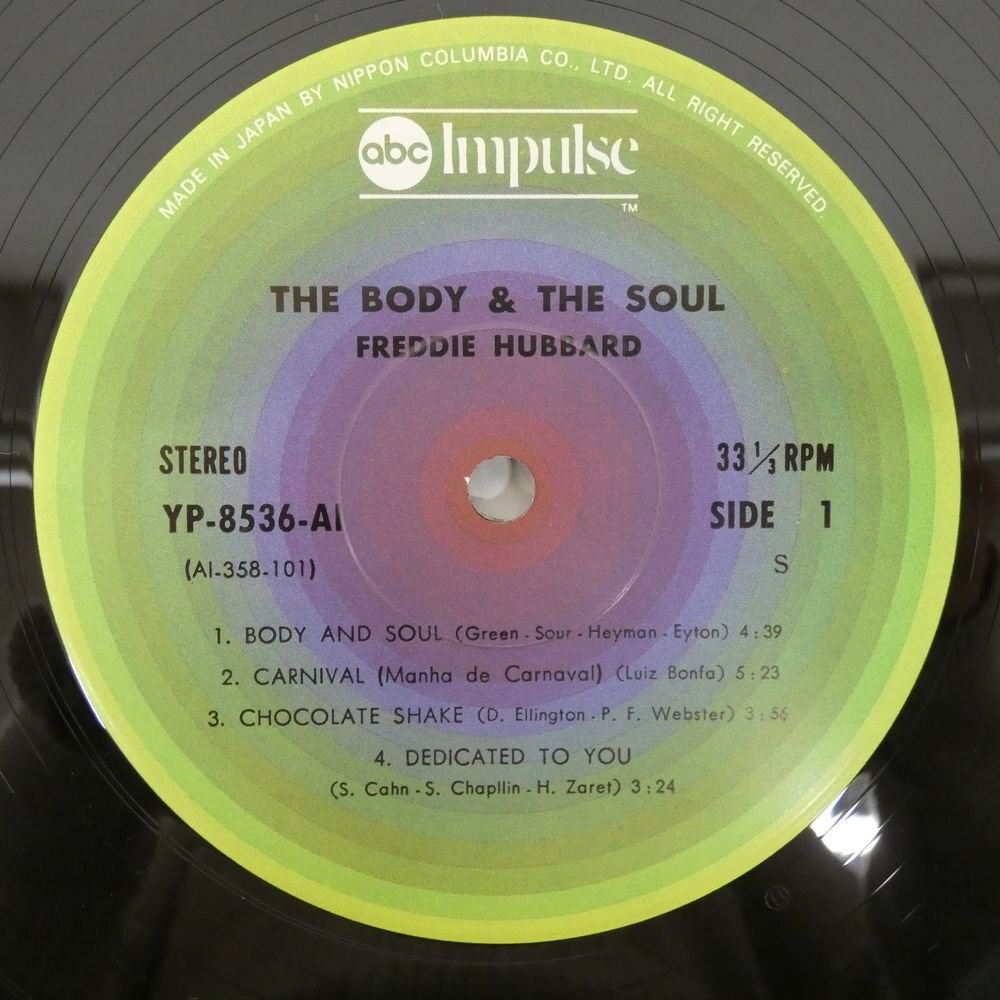 MADE IN JAPAN BY NIPPON COLUMBIA CO., LTD. ALL RIGHT RESERVED.
abc Impulse
TM
THE BODY & THE SOUL
FREDDIE HUBBARD
STEREO
33 1/3 RPM
YP-8536-AI
SIDE 1
(AI-358-101)
S
1. BODY AND SOUL (Green - Sour - Heyman - Eyton) 4:39
2. CARNIVAL (Manha de Carnaval) (Luiz Bonfa) 5:23
3. CHOCOLATE SHAKE (D. Ellington - P. F. Webster) 3:56
4. DEDICATED TO YOU
(S. Cahn - S. Chapllin - H. Zaret) 3:24